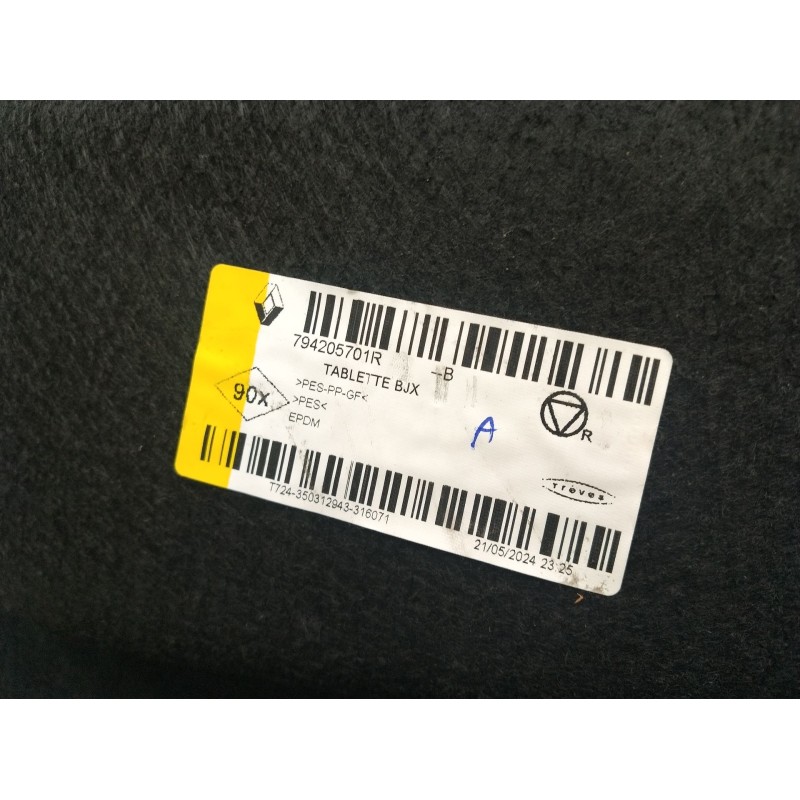 794205701R -B
TABLETTE BJX
90x
>PES-PP-GF<
>PES<
EPDM
A
R
Treves
T724-350312943-316071
21/05/2024 23:25